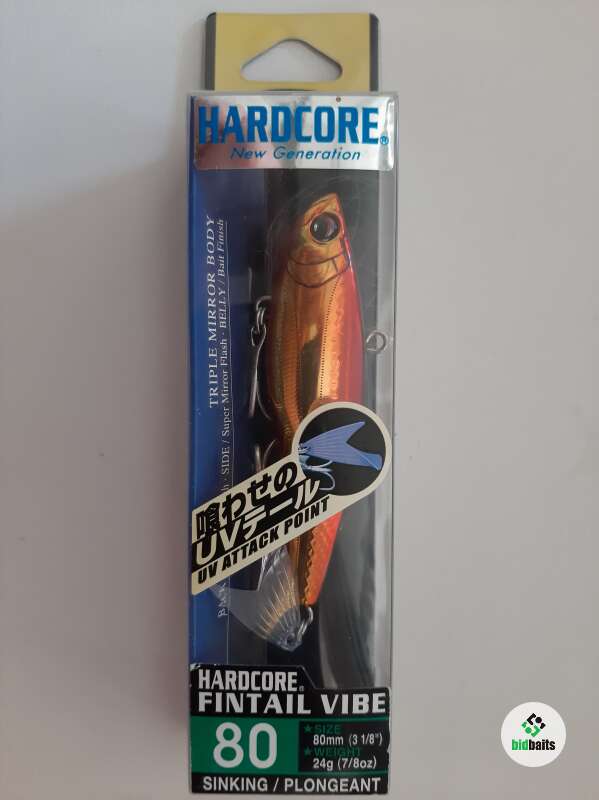 HARDCORE®
New Generation
TRIPLE MIRROR BODY
SIDE / Super Mirror Flash · BELLY / Bait Finish
喰わせの
UVテール
UV ATTACK POINT
HARDCORE®
FINTAIL VIBE
80
★SIZE
80mm (3 1/8")
★WEIGHT
24g (7/8oz)
SINKING / PLONGEANT
bidbaits